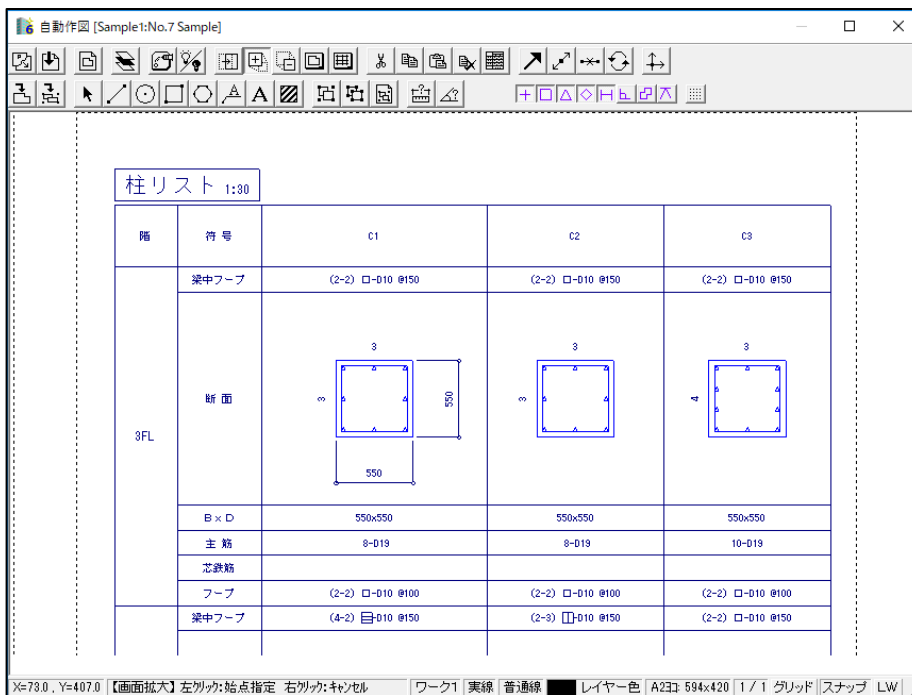 自動作図 [Sample1:No.7 Sample]
柱リスト 1:30
階 符号 C1 C2 C3
梁中フープ (2-2) □-D10 @150 (2-2) □-D10 @150 (2-2) □-D10 @150
3 3 3
3 550 3 4
断面
3FL
550
B×D 550x550 550x550 550x550
主筋 8-D19 8-D19 10-D19
芯鉄筋
フープ (2-2) □-D10 @100 (2-2) □-D10 @100 (2-2) □-D10 @100
梁中フープ (4-2) 目-D10 @150 (2-3) -D10 @150 (2-2) □-D10 @150
X=73.0 , Y=407.0 【画面拡大】 左クリック:始点指定 右クリック:キャンセル ワーク1 実線 普通線 レイヤー色 A2ヨコ: 594x420 1 / 1 グリッド スナップ LW